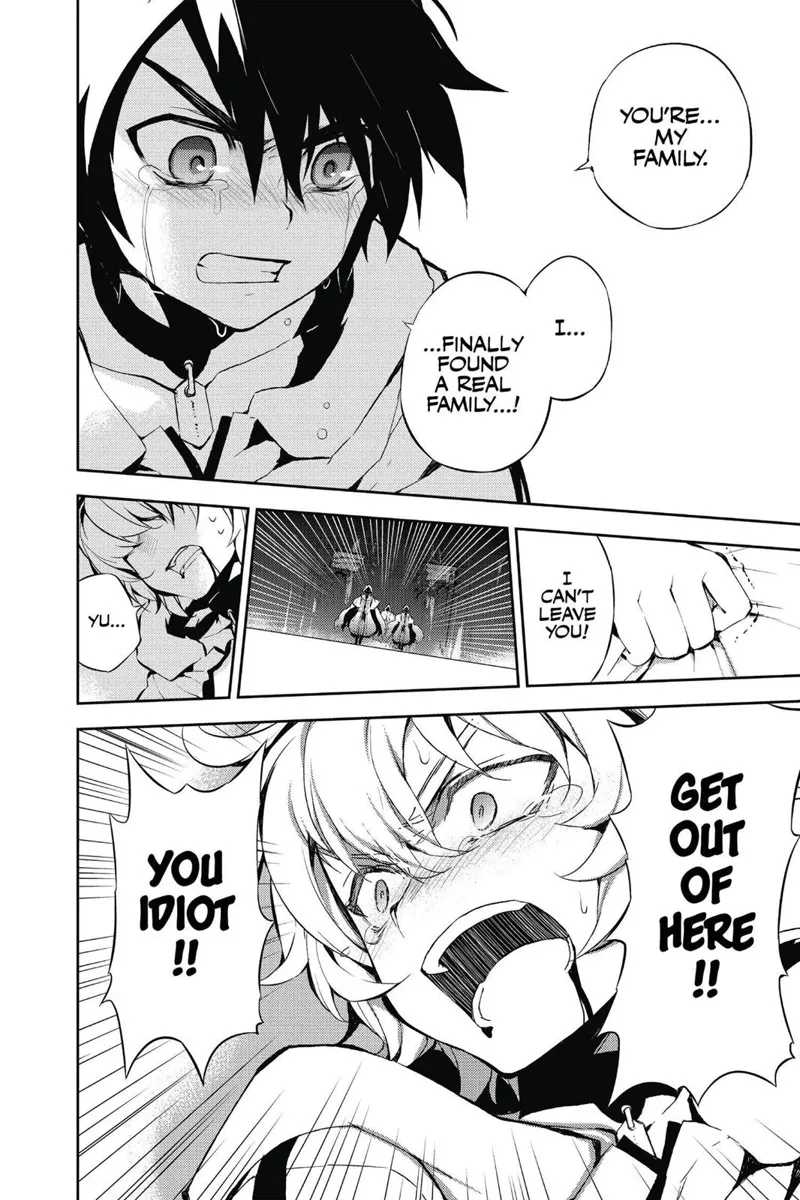 YOU'RE...
MY
FAMILY.
I...
...FINALLY
FOUND
A REAL
FAMILY...!
I
CAN'T
LEAVE
YOU!
YU...
GET
OUT
OF
HERE
!!
YOU
IDIOT
!!